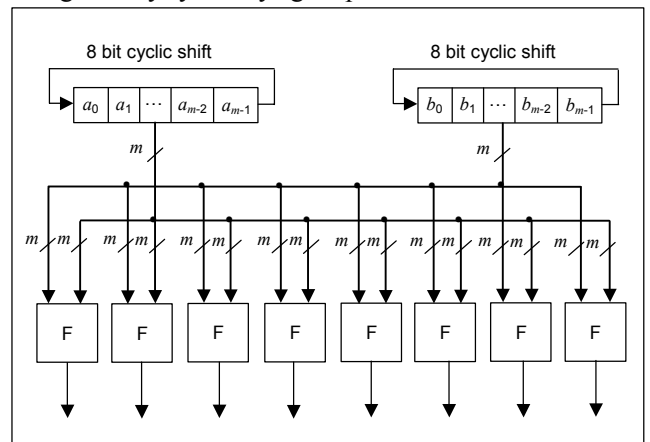 8 bit cyclic shift 8 bit cyclic shift
a0 a1 ... am-2 am-1 b0 b1 ... bm-2 bm-1
m m
m m m m m m m m m m m m m m m m
F F F F F F F F